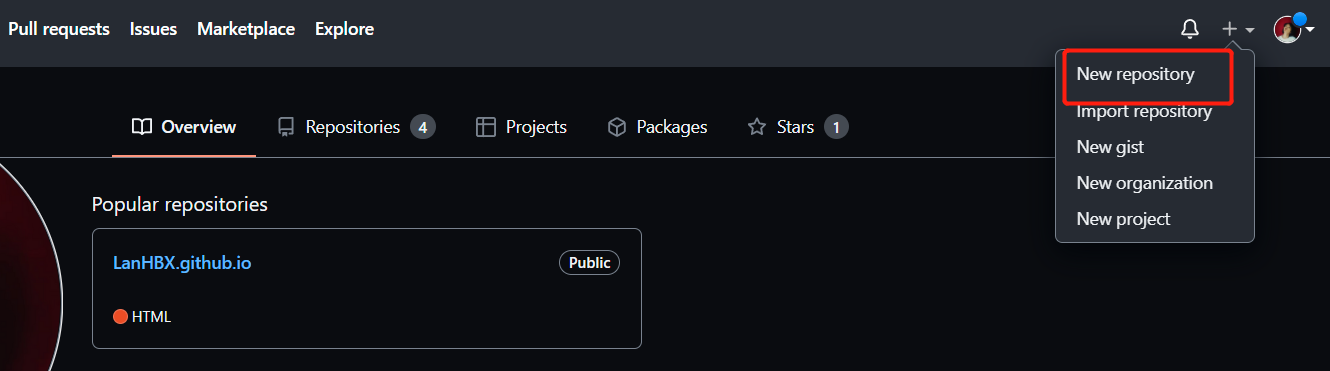 Pull requests Issues Marketplace Explore
New repository
Import repository
New gist
New organization
New project
Overview Repositories 4 Projects Packages Stars 1
Popular repositories
LanHBX.github.io Public
HTML